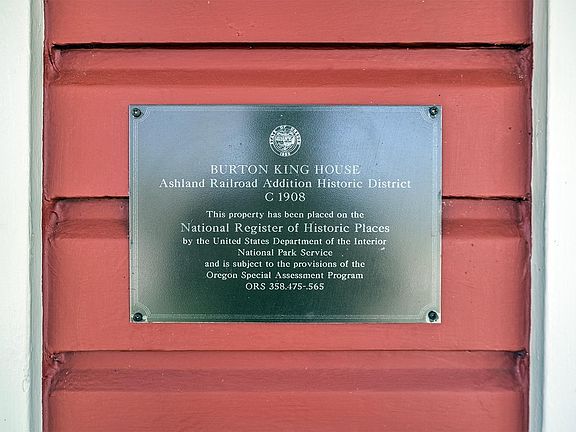 BURTON KING HOUSE
Ashland Railroad Addition Historic District
C 1908
This property has been placed on the
National Register of Historic Places
by the United States Department of the Interior
National Park Service
and is subject to the provisions of the
Oregon Special Assessment Program
ORS 358.475-.565